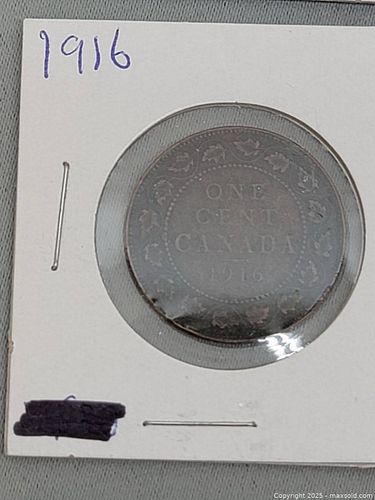 1916
ONE
CENT
CANADA
1916
Copyright 2025 - maxsold.com